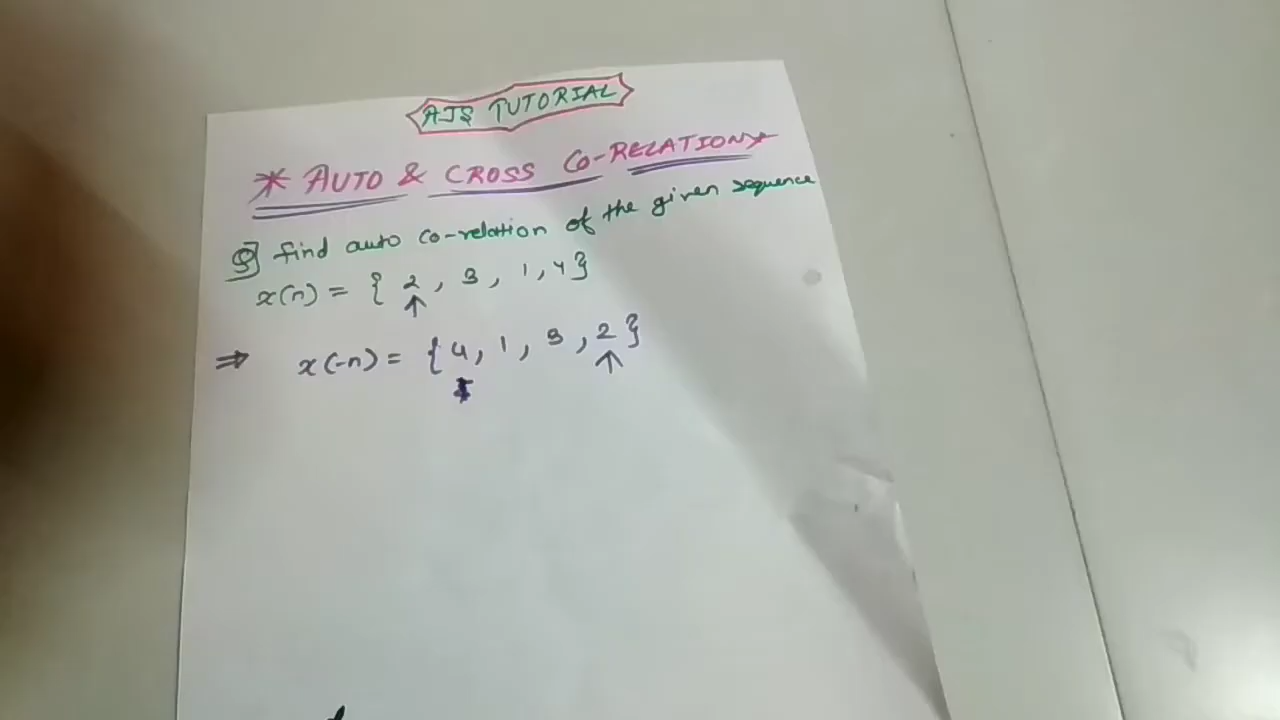 AJS TUTORIAL
* AUTO & CROSS CO-RELATION *
Q] find auto co-relation of the given sequence
x(n) = { 2, 3, 1, 4 }
↑
⇒ x(-n) = { 4, 1, 3, 2 }
↑